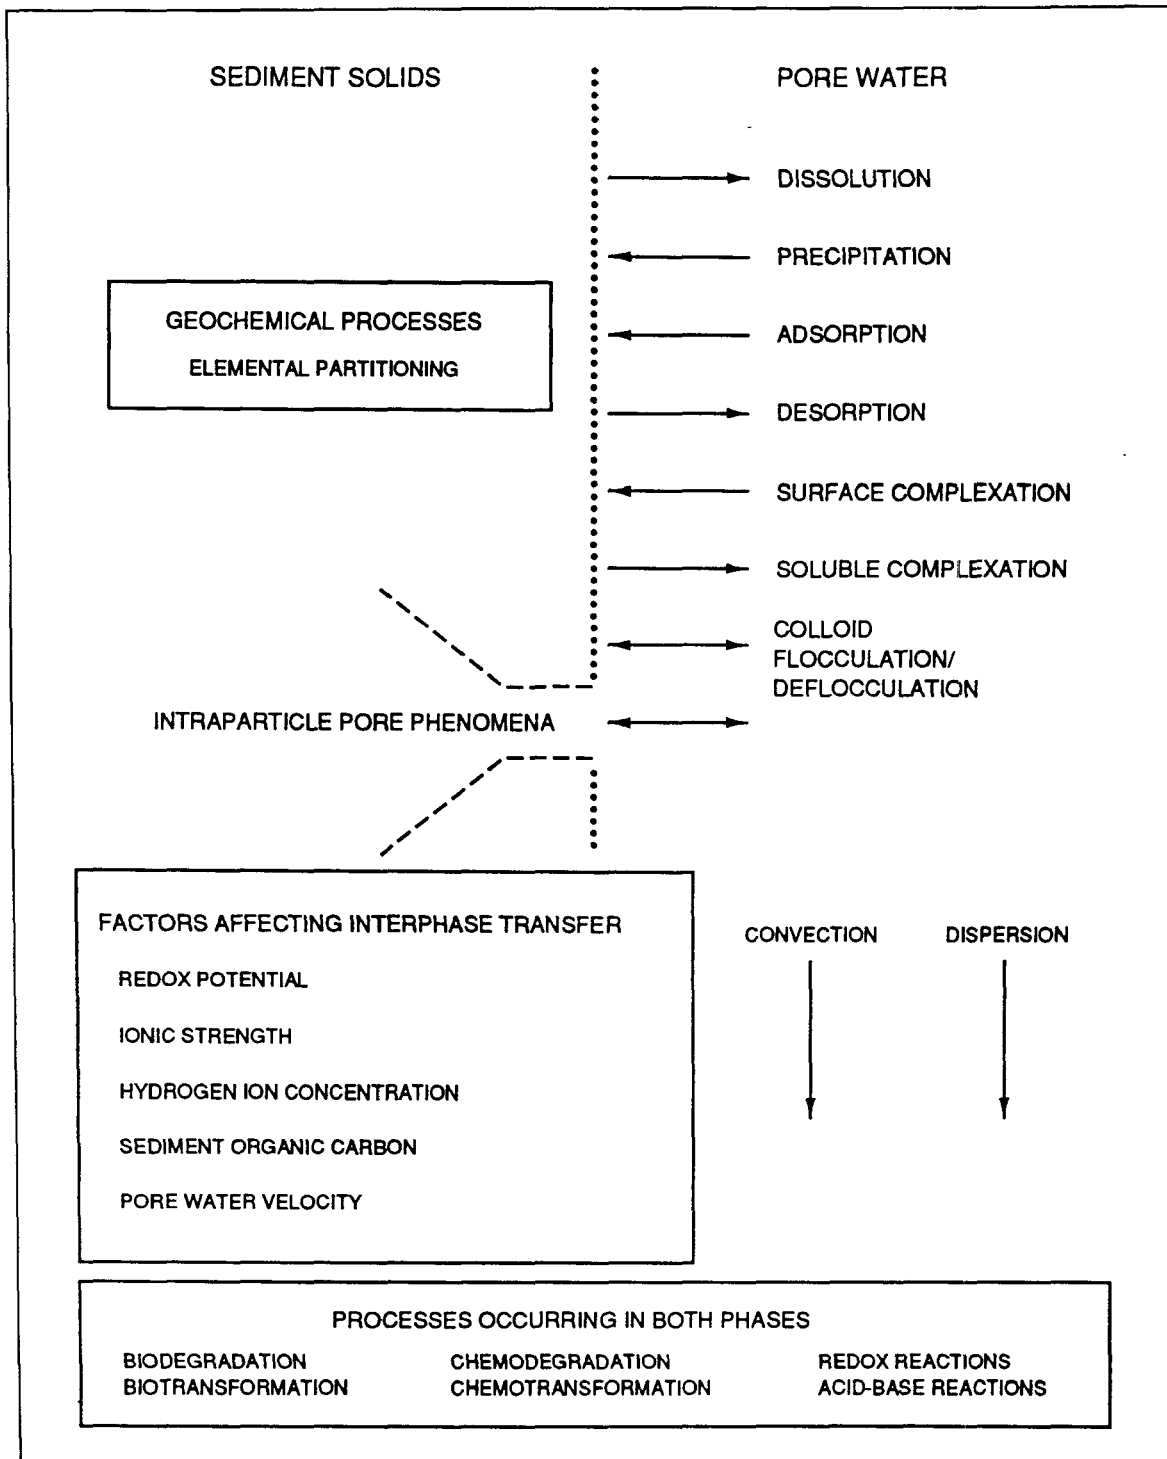 SEDIMENT SOLIDS
PORE WATER
DISSOLUTION
PRECIPITATION
GEOCHEMICAL PROCESSES
ELEMENTAL PARTITIONING
ADSORPTION
DESORPTION
SURFACE COMPLEXATION
SOLUBLE COMPLEXATION
COLLOID
FLOCCULATION/
DEFLOCCULATION
INTRAPARTICLE PORE PHENOMENA
FACTORS AFFECTING INTERPHASE TRANSFER
REDOX POTENTIAL
IONIC STRENGTH
HYDROGEN ION CONCENTRATION
SEDIMENT ORGANIC CARBON
PORE WATER VELOCITY
CONVECTION
DISPERSION
PROCESSES OCCURRING IN BOTH PHASES
BIODEGRADATION
BIOTRANSFORMATION
CHEMODEGRADATION
CHEMOTRANSFORMATION
REDOX REACTIONS
ACID-BASE REACTIONS